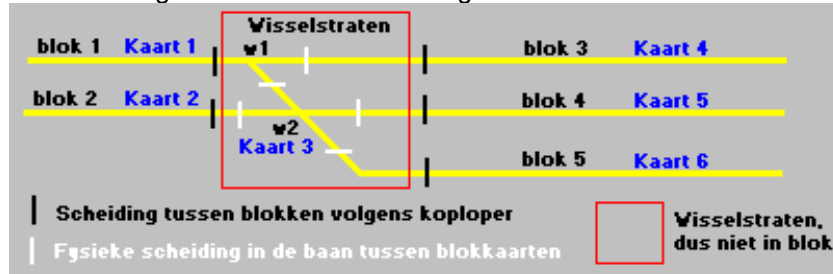 Wisselstraten
blok 1 Kaart 1 w1 blok 3 Kaart 4
blok 2 Kaart 2 blok 4 Kaart 5
w2
Kaart 3
blok 5 Kaart 6
Scheiding tussen blokken volgens koploper
Wisselstraten,
dus niet in blok
Fysieke scheiding in de baan tussen blokkaarten